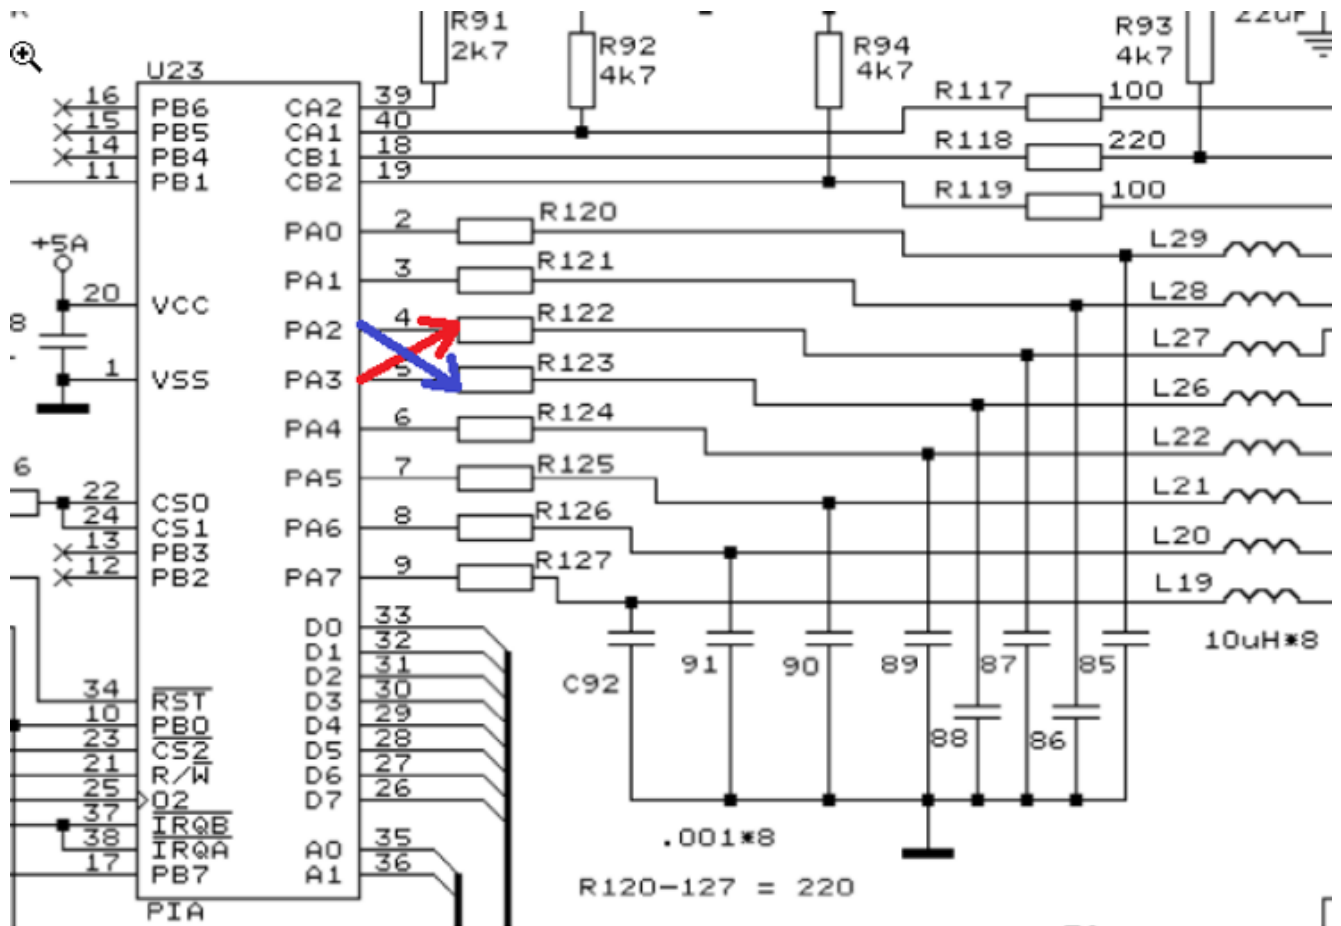 R91
2k7
R92
4k7
R94
4k7
R93
4k7
U23
16 PB6 CA2 39
15 PB5 CA1 40
14 PB4 CB1 18
11 PB1 CB2 19
R117 100
R118 220
R119 100
PA0 2 R120 L29
+5A
PA1 3 R121 L28
20 VCC
8
PA2 4 R122 L27
1 VSS PA3 5 R123 L26
PA4 6 R124 L22
6
PA5 7 R125 L21
22 CS0
24 CS1 PA6 8 R126 L20
13 PB3
12 PB2 PA7 9 R127 L19
10uH*8
D0 33
D1 32
D2 31
34 RST D3 30
10 PB0 D4 29
23 CS2 D5 28
21 R/W D6 27
25 O2 D7 26
37 IRQB
38 IRQA A0 35
17 PB7 A1 36
PIA
C92 91 90 89 87 85
88 86
.001*8
R120-127 = 220